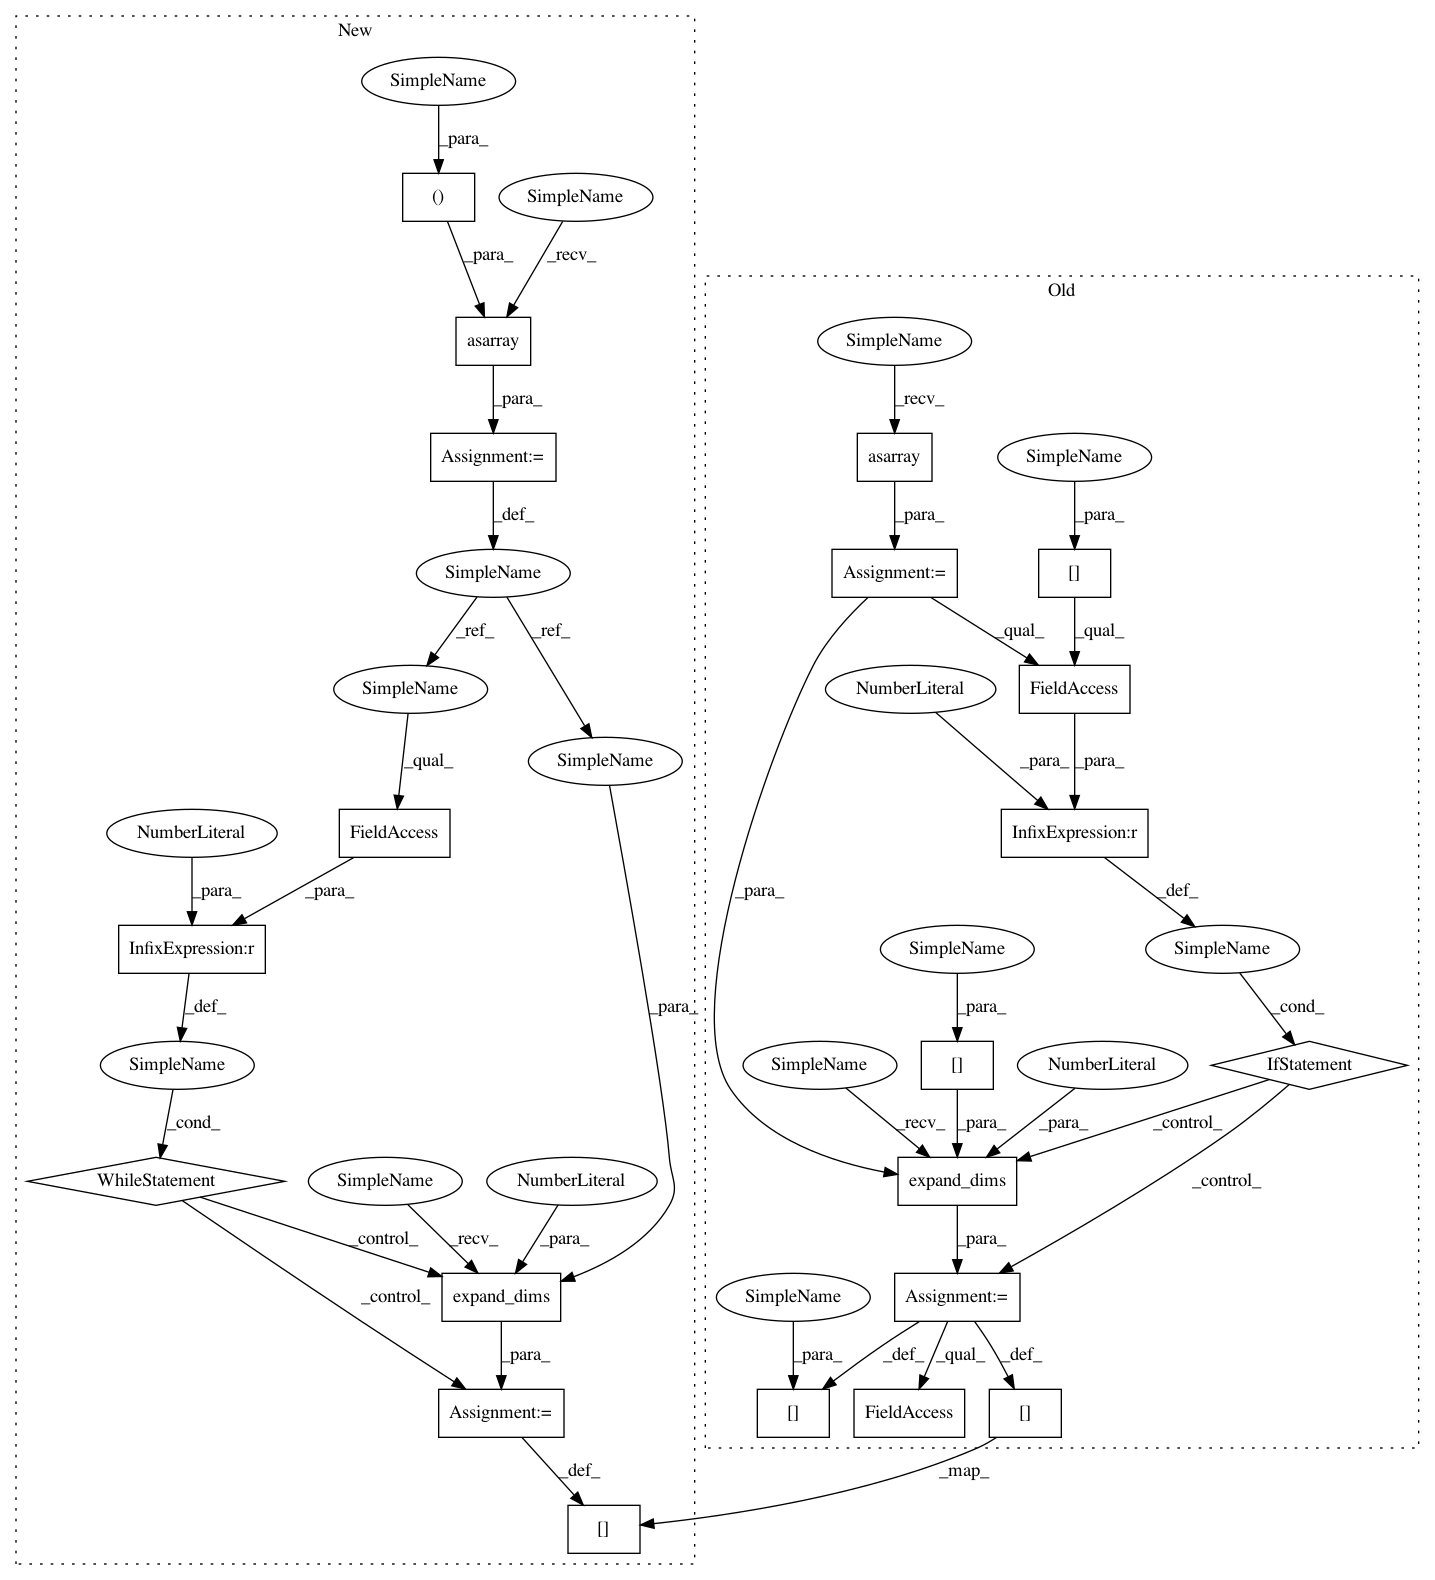 New
SimpleName
_para_
()
SimpleName
_para_
_recv_
Old
asarray
SimpleName
_para_
_recv_
Assignment:=
asarray
SimpleName
_def_
_para_
_para_
SimpleName
Assignment:=
[]
_ref_
_ref_
_qual_
_qual_
SimpleName
NumberLiteral
FieldAccess
SimpleName
_qual_
_para_
_para_
NumberLiteral
FieldAccess
InfixExpression:r
_para_
_para_
_para_
_def_
InfixExpression:r
SimpleName
SimpleName
_def_
_para_
_para_
_cond_
SimpleName
SimpleName
[]
NumberLiteral
IfStatement
_cond_
_recv_
_para_
_para_
_control_
WhileStatement
SimpleName
NumberLiteral
expand_dims
_control_
_control_
_recv_
_para_
_para_
_control_
expand_dims
SimpleName
Assignment:=
_para_
_para_
_def_
_qual_
_def_
Assignment:=
[]
FieldAccess
[]
_def_
_map_
[]